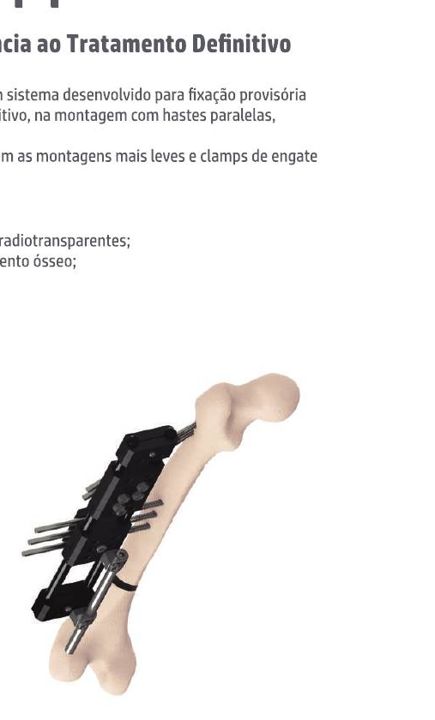 ncia ao Tratamento Definitivo
sistema desenvolvido para fixação provisória
itivo, na montagem com hastes paralelas,
m as montagens mais leves e clamps de engate
radiotransparentes;
ento ósseo;